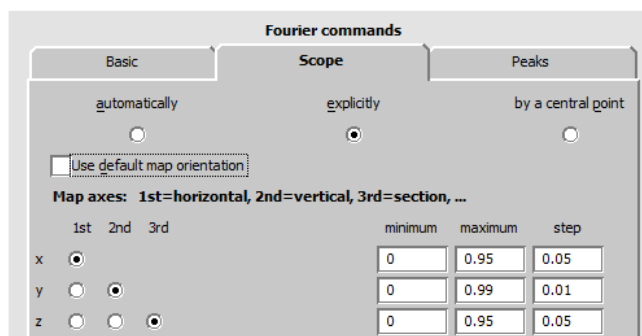 Fourier commands
Basic Scope Peaks
automatically explicitly by a central point
Use default map orientation
Map axes: 1st=horizontal, 2nd=vertical, 3rd=section, ...
1st 2nd 3rd minimum maximum step
x 0 0.95 0.05
y 0 0.99 0.01
z 0 0.95 0.05